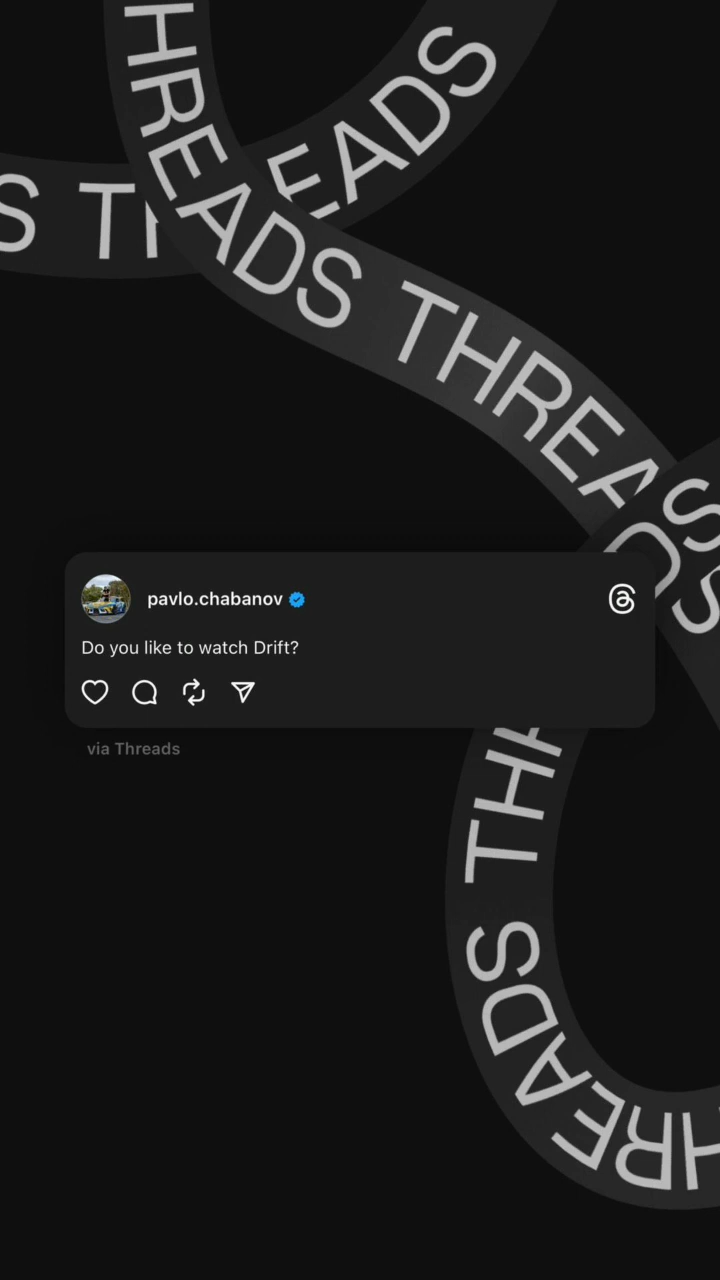 THREADS THREADS
S THREADS
pavlo.chabanov
Do you like to watch Drift?
via Threads
THREADS THREADS